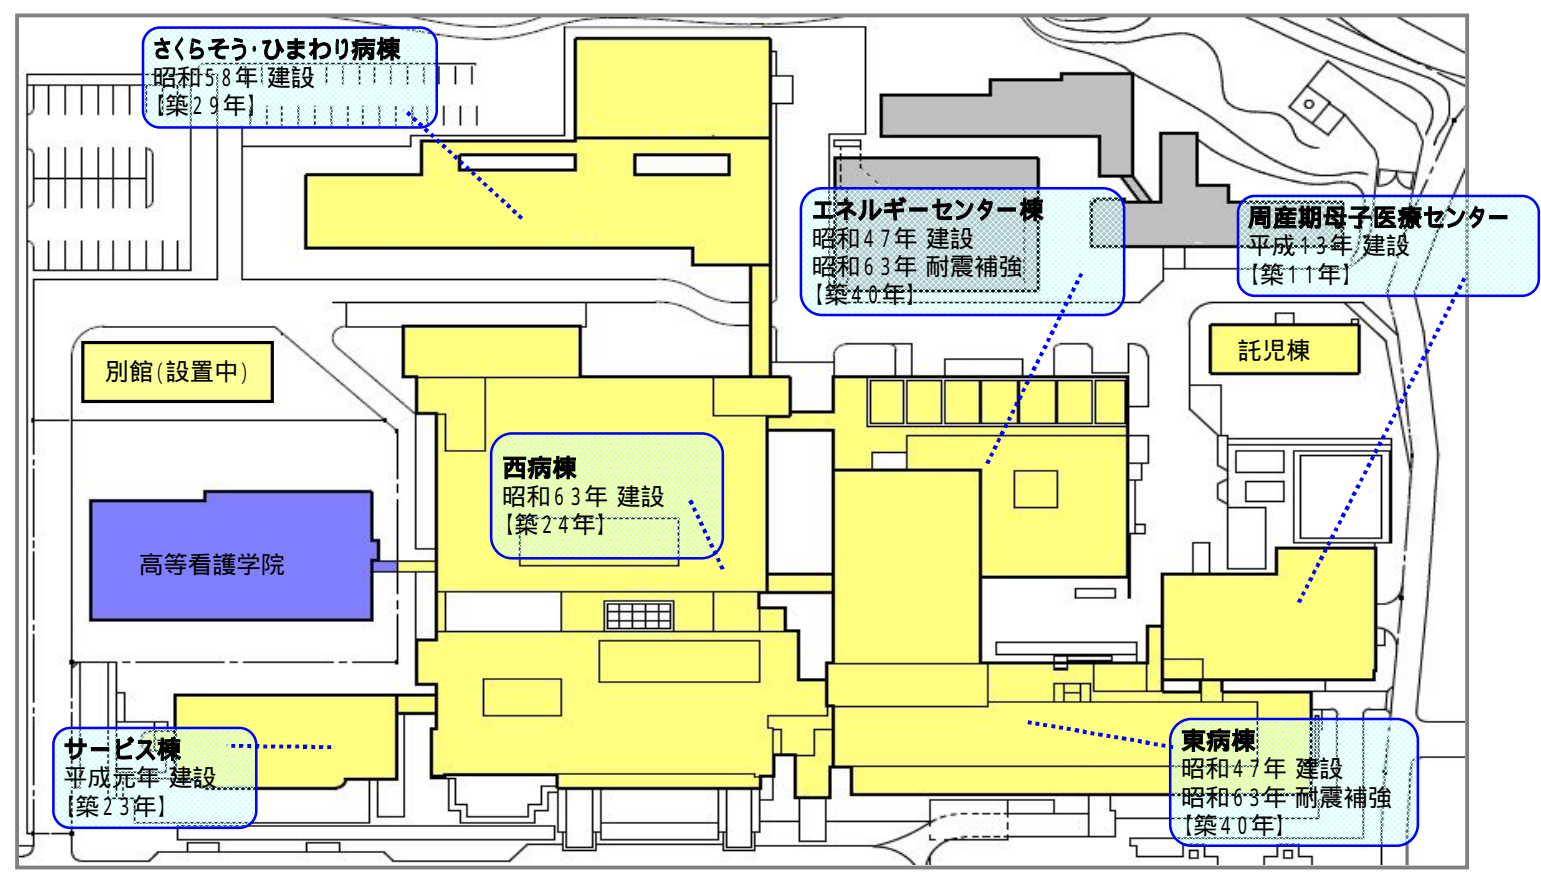 さくらそう・ひまわり病棟
昭和58年 建設
【築29年】
エネルギーセンター棟
昭和47年 建設
昭和63年 耐震補強
【築40年】
周産期母子医療センター
平成13年 建設
【築11年】
別館(設置中)
託児棟
西病棟
昭和63年 建設
【築24年】
高等看護学院
サービス棟
平成元年 建設
【築23年】
東病棟
昭和47年 建設
昭和63年 耐震補強
【築40年】